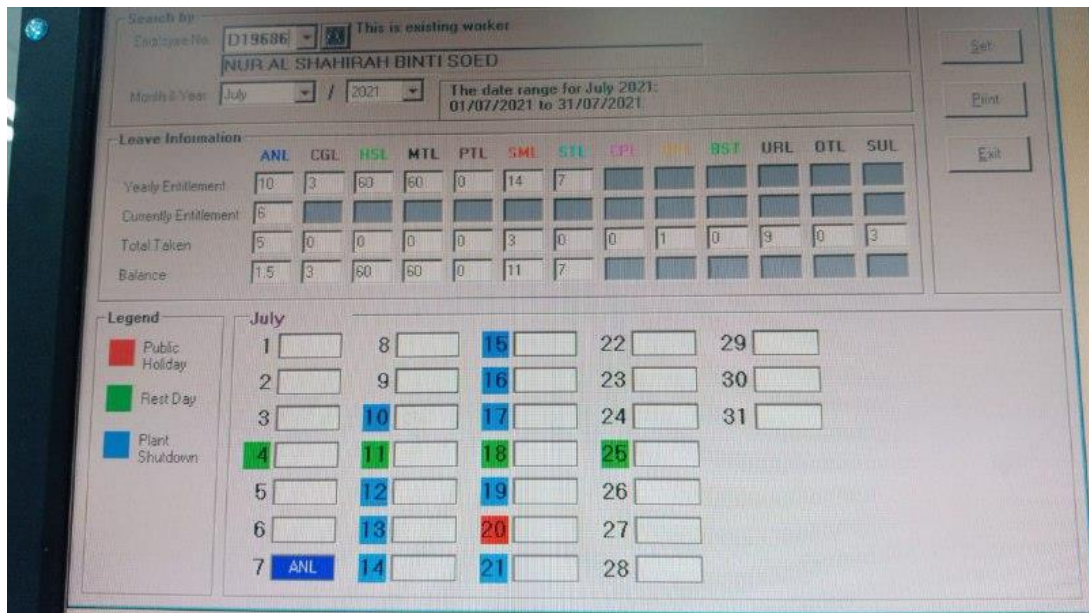 Search by
Employee No. D19686 This is existing worker
NUR AL SHAHIRAH BINTI SOED
Month & Year July / 2021 The date range for July 2021:
01/07/2021 to 31/07/2021
Set
Print
Exit
Leave Information
ANL CGL HSL MTL PTL SML STL CPL BST URL OTL SUL
Yearly Entitlement 10 3 60 60 0 14 7
Currently Entitlement 6
Total Taken 5 0 0 0 0 3 0 0 1 0 9 0 3
Balance 1.5 3 60 60 0 11 7
Legend
Public
Holiday
Rest Day
Plant
Shutdown
July
1 8 15 22 29
2 9 16 23 30
3 10 17 24 31
4 11 18 25
5 12 19 26
6 13 20 27
7 ANL 14 21 28